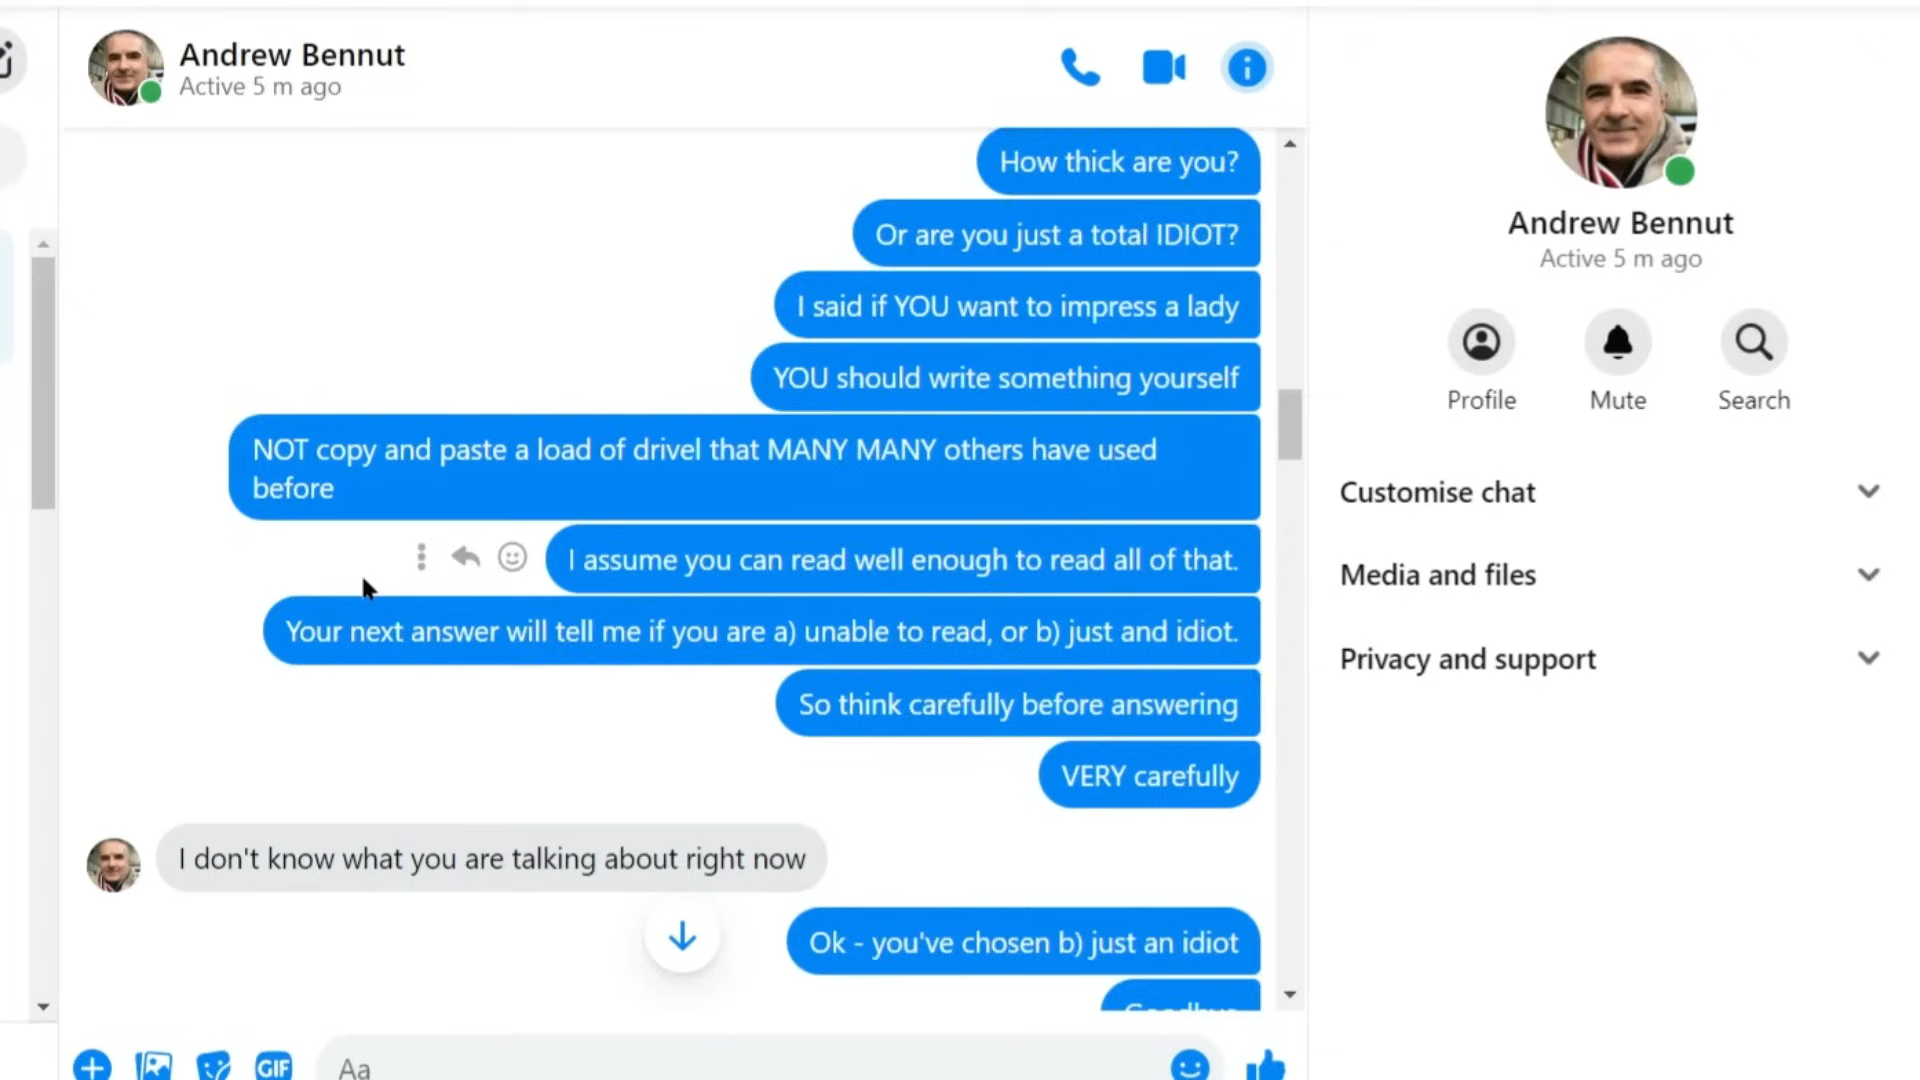 Andrew Bennut
Active 5 m ago
How thick are you?
Or are you just a total IDIOT?
I said if YOU want to impress a lady
YOU should write something yourself
NOT copy and paste a load of drivel that MANY MANY others have used
before
I assume you can read well enough to read all of that.
Your next answer will tell me if you are a) unable to read, or b) just and idiot.
So think carefully before answering
VERY carefully
I don't know what you are talking about right now
Ok - you've chosen b) just an idiot
GIF
Aa
Andrew Bennut
Active 5 m ago
Profile
Mute
Search
Customise chat
Media and files
Privacy and support